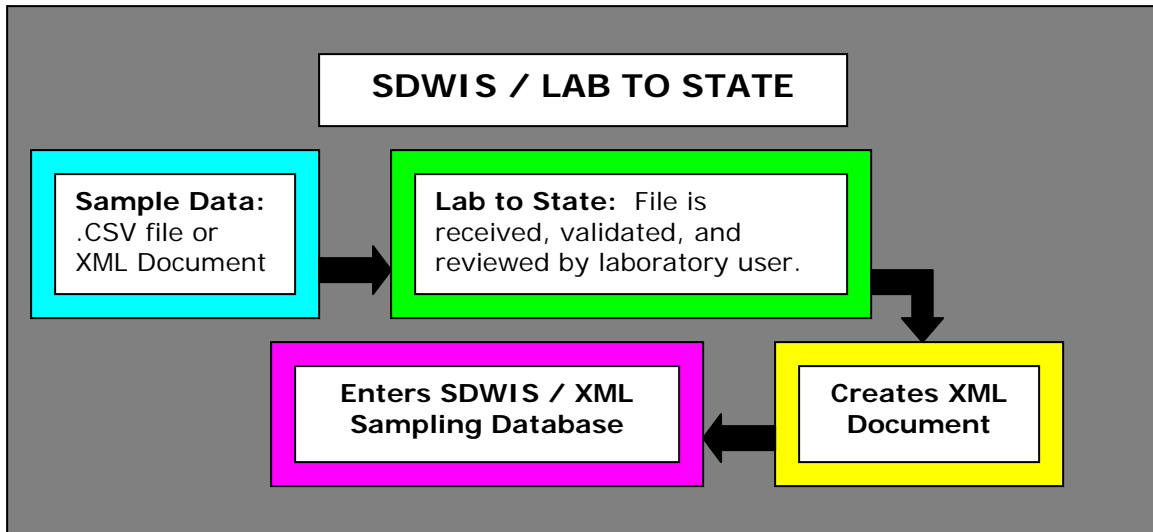 SDWIS / LAB TO STATE
Sample Data:
.CSV file or
XML Document
Lab to State: File is
received, validated, and
reviewed by laboratory user.
Creates XML
Document
Enters SDWIS / XML
Sampling Database